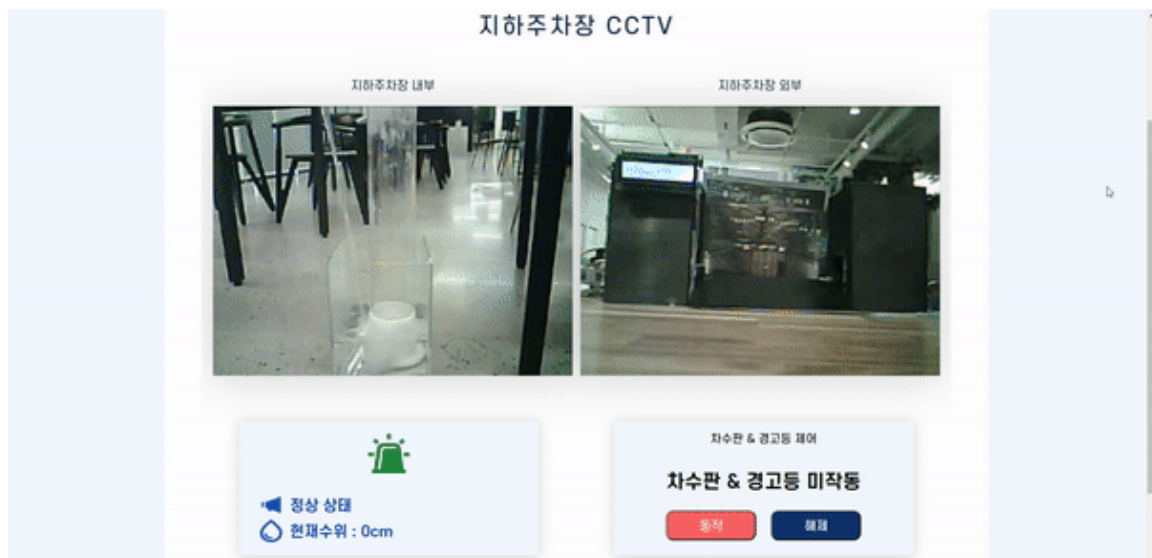 지하주차장 CCTV
지하주차장 내부
지하주차장 외부
정상 상태
현재수위 : 0cm
차수판 & 경고등 제어
차수판 & 경고등 미작동
동작
해제